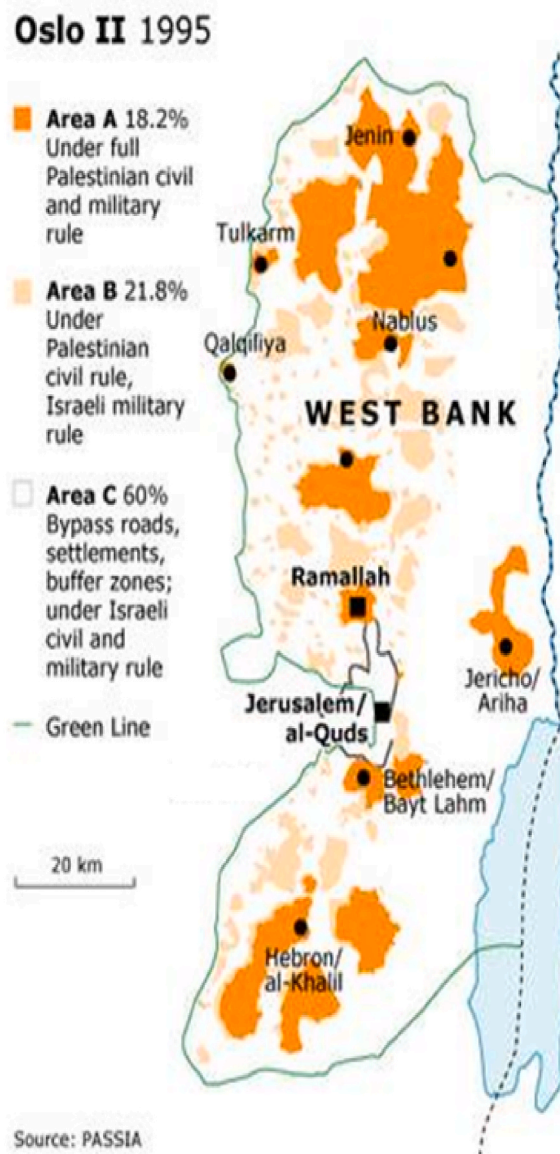 Oslo II 1995
Area A 18.2%
Under full
Palestinian civil
and military
rule
Area B 21.8%
Under
Palestinian
civil rule,
Israeli military
rule
Area C 60%
Bypass roads,
settlements,
buffer zones;
under Israeli
civil and
military rule
Green Line
20 km
Jenin
Tulkarm
Nablus
Qalqiliya
WEST BANK
Ramallah
Jericho/
Ariha
Jerusalem/
al-Quds
Bethlehem/
Bayt Lahm
Hebron/
al-Khalil
Source: PASSIA